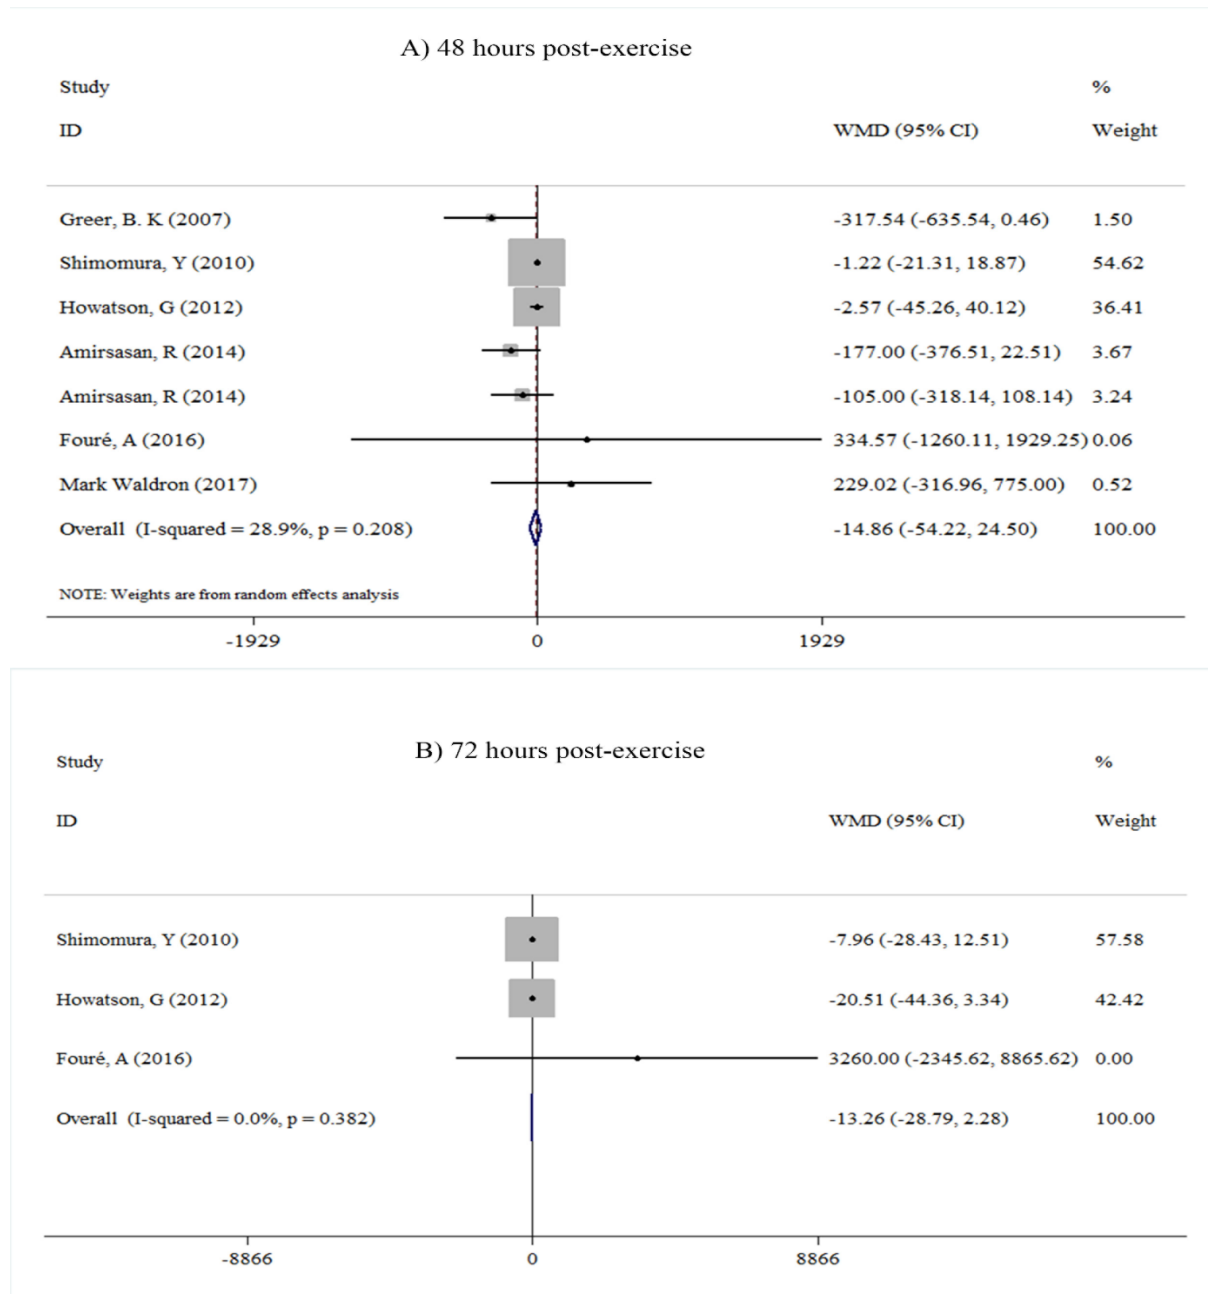 A) 48 hours post-exercise
Study %
ID WMD (95% CI) Weight
Greer, B. K (2007) -317.54 (-635.54, 0.46) 1.50
Shimomura, Y (2010) -1.22 (-21.31, 18.87) 54.62
Howatson, G (2012) -2.57 (-45.26, 40.12) 36.41
Amirsasan, R (2014) -177.00 (-376.51, 22.51) 3.67
Amirsasan, R (2014) -105.00 (-318.14, 108.14) 3.24
Fouré, A (2016) 334.57 (-1260.11, 1929.25) 0.06
Mark Waldron (2017) 229.02 (-316.96, 775.00) 0.52
Overall (I-squared = 28.9%, p = 0.208) -14.86 (-54.22, 24.50) 100.00
NOTE: Weights are from random effects analysis
-1929 0 1929
B) 72 hours post-exercise
Study %
ID WMD (95% CI) Weight
Shimomura, Y (2010) -7.96 (-28.43, 12.51) 57.58
Howatson, G (2012) -20.51 (-44.36, 3.34) 42.42
Fouré, A (2016) 3260.00 (-2345.62, 8865.62) 0.00
Overall (I-squared = 0.0%, p = 0.382) -13.26 (-28.79, 2.28) 100.00
-8866 0 8866